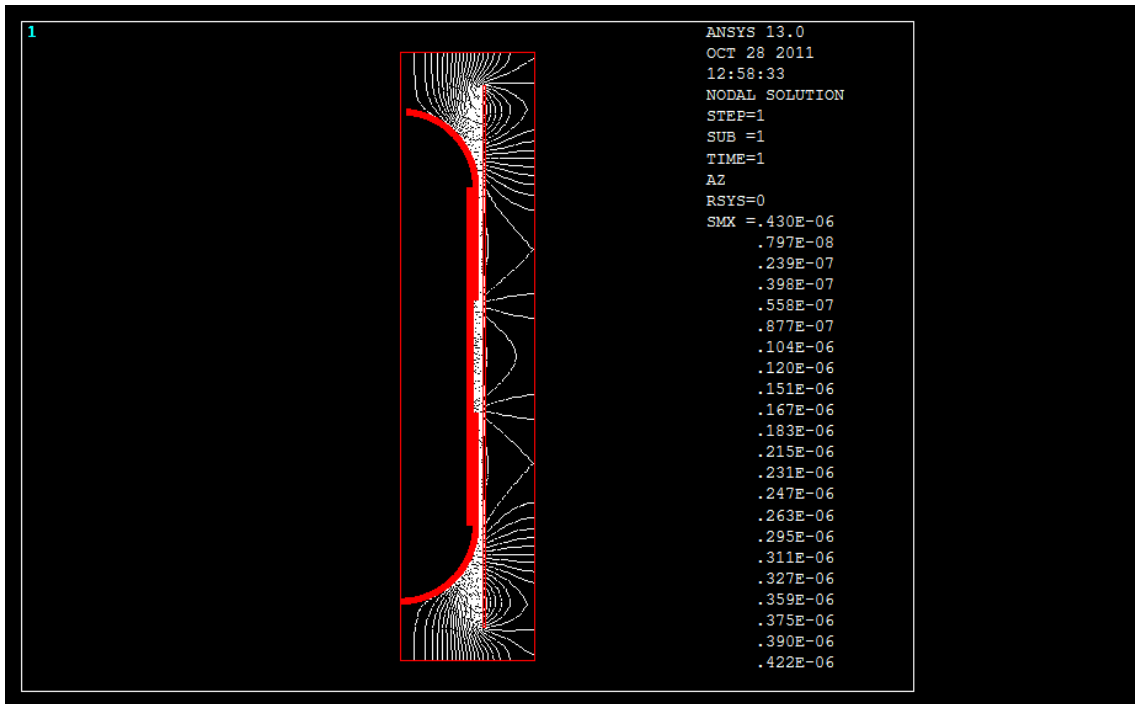 1
ANSYS 13.0
OCT 28 2011
12:58:33
NODAL SOLUTION
STEP=1
SUB =1
TIME=1
AZ
RSYS=0
SMX =.430E-06
.797E-08
.239E-07
.398E-07
.558E-07
.877E-07
.104E-06
.120E-06
.151E-06
.167E-06
.183E-06
.215E-06
.231E-06
.247E-06
.263E-06
.295E-06
.311E-06
.327E-06
.359E-06
.375E-06
.390E-06
.422E-06